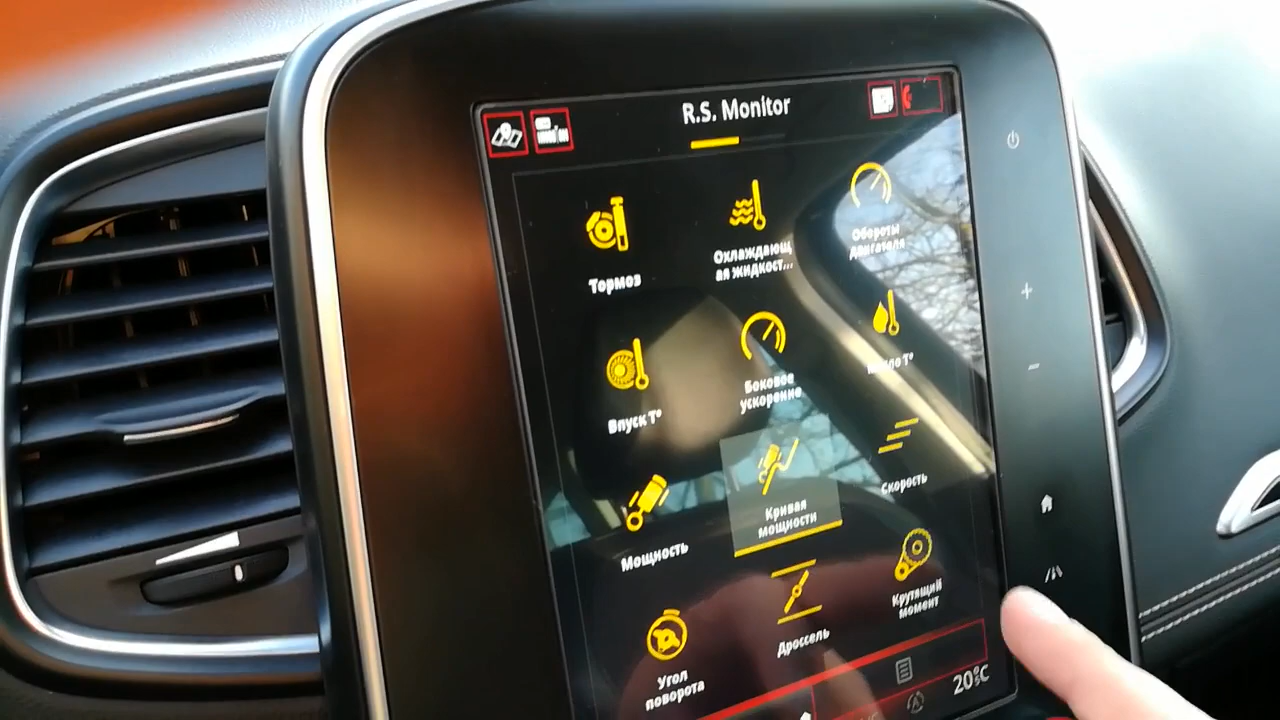 R.S. Monitor
Тормоз
Охлаждающ
ая жидкост...
Обороты
двигателя
Впуск T°
Боковое
ускорение
T°
Мощность
Кривая
мощности
Скорость
Угол
поворота
Дроссель
Крутящий
момент
20°C